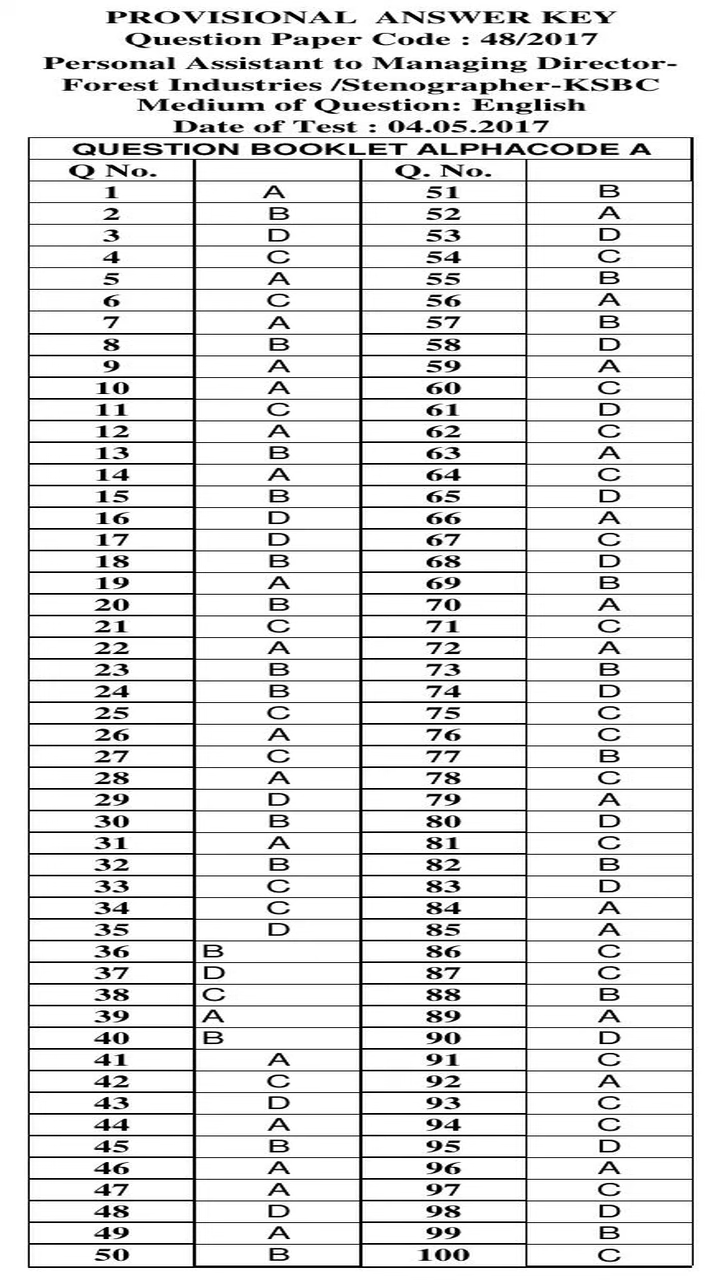 PROVISIONAL ANSWER KEY
Question Paper Code : 48/2017
Personal Assistant to Managing Director-
Forest Industries /Stenographer-KSBC
Medium of Question: English
Date of Test : 04.05.2017
QUESTION BOOKLET ALPHACODE A
Q No. Q. No.
1 A 51 B
2 B 52 A
3 D 53 D
4 C 54 C
5 A 55 B
6 C 56 A
7 A 57 B
8 B 58 D
9 A 59 A
10 A 60 C
11 C 61 D
12 A 62 C
13 B 63 A
14 A 64 C
15 B 65 D
16 D 66 A
17 D 67 C
18 B 68 D
19 A 69 B
20 B 70 A
21 C 71 C
22 A 72 A
23 B 73 B
24 B 74 D
25 C 75 C
26 A 76 C
27 C 77 B
28 A 78 C
29 D 79 A
30 B 80 D
31 A 81 C
32 B 82 B
33 C 83 D
34 C 84 A
35 D 85 A
36 B 86 C
37 D 87 C
38 C 88 B
39 A 89 A
40 B 90 D
41 A 91 C
42 C 92 A
43 D 93 C
44 A 94 C
45 B 95 D
46 A 96 A
47 A 97 C
48 D 98 D
49 A 99 B
50 B 100 C